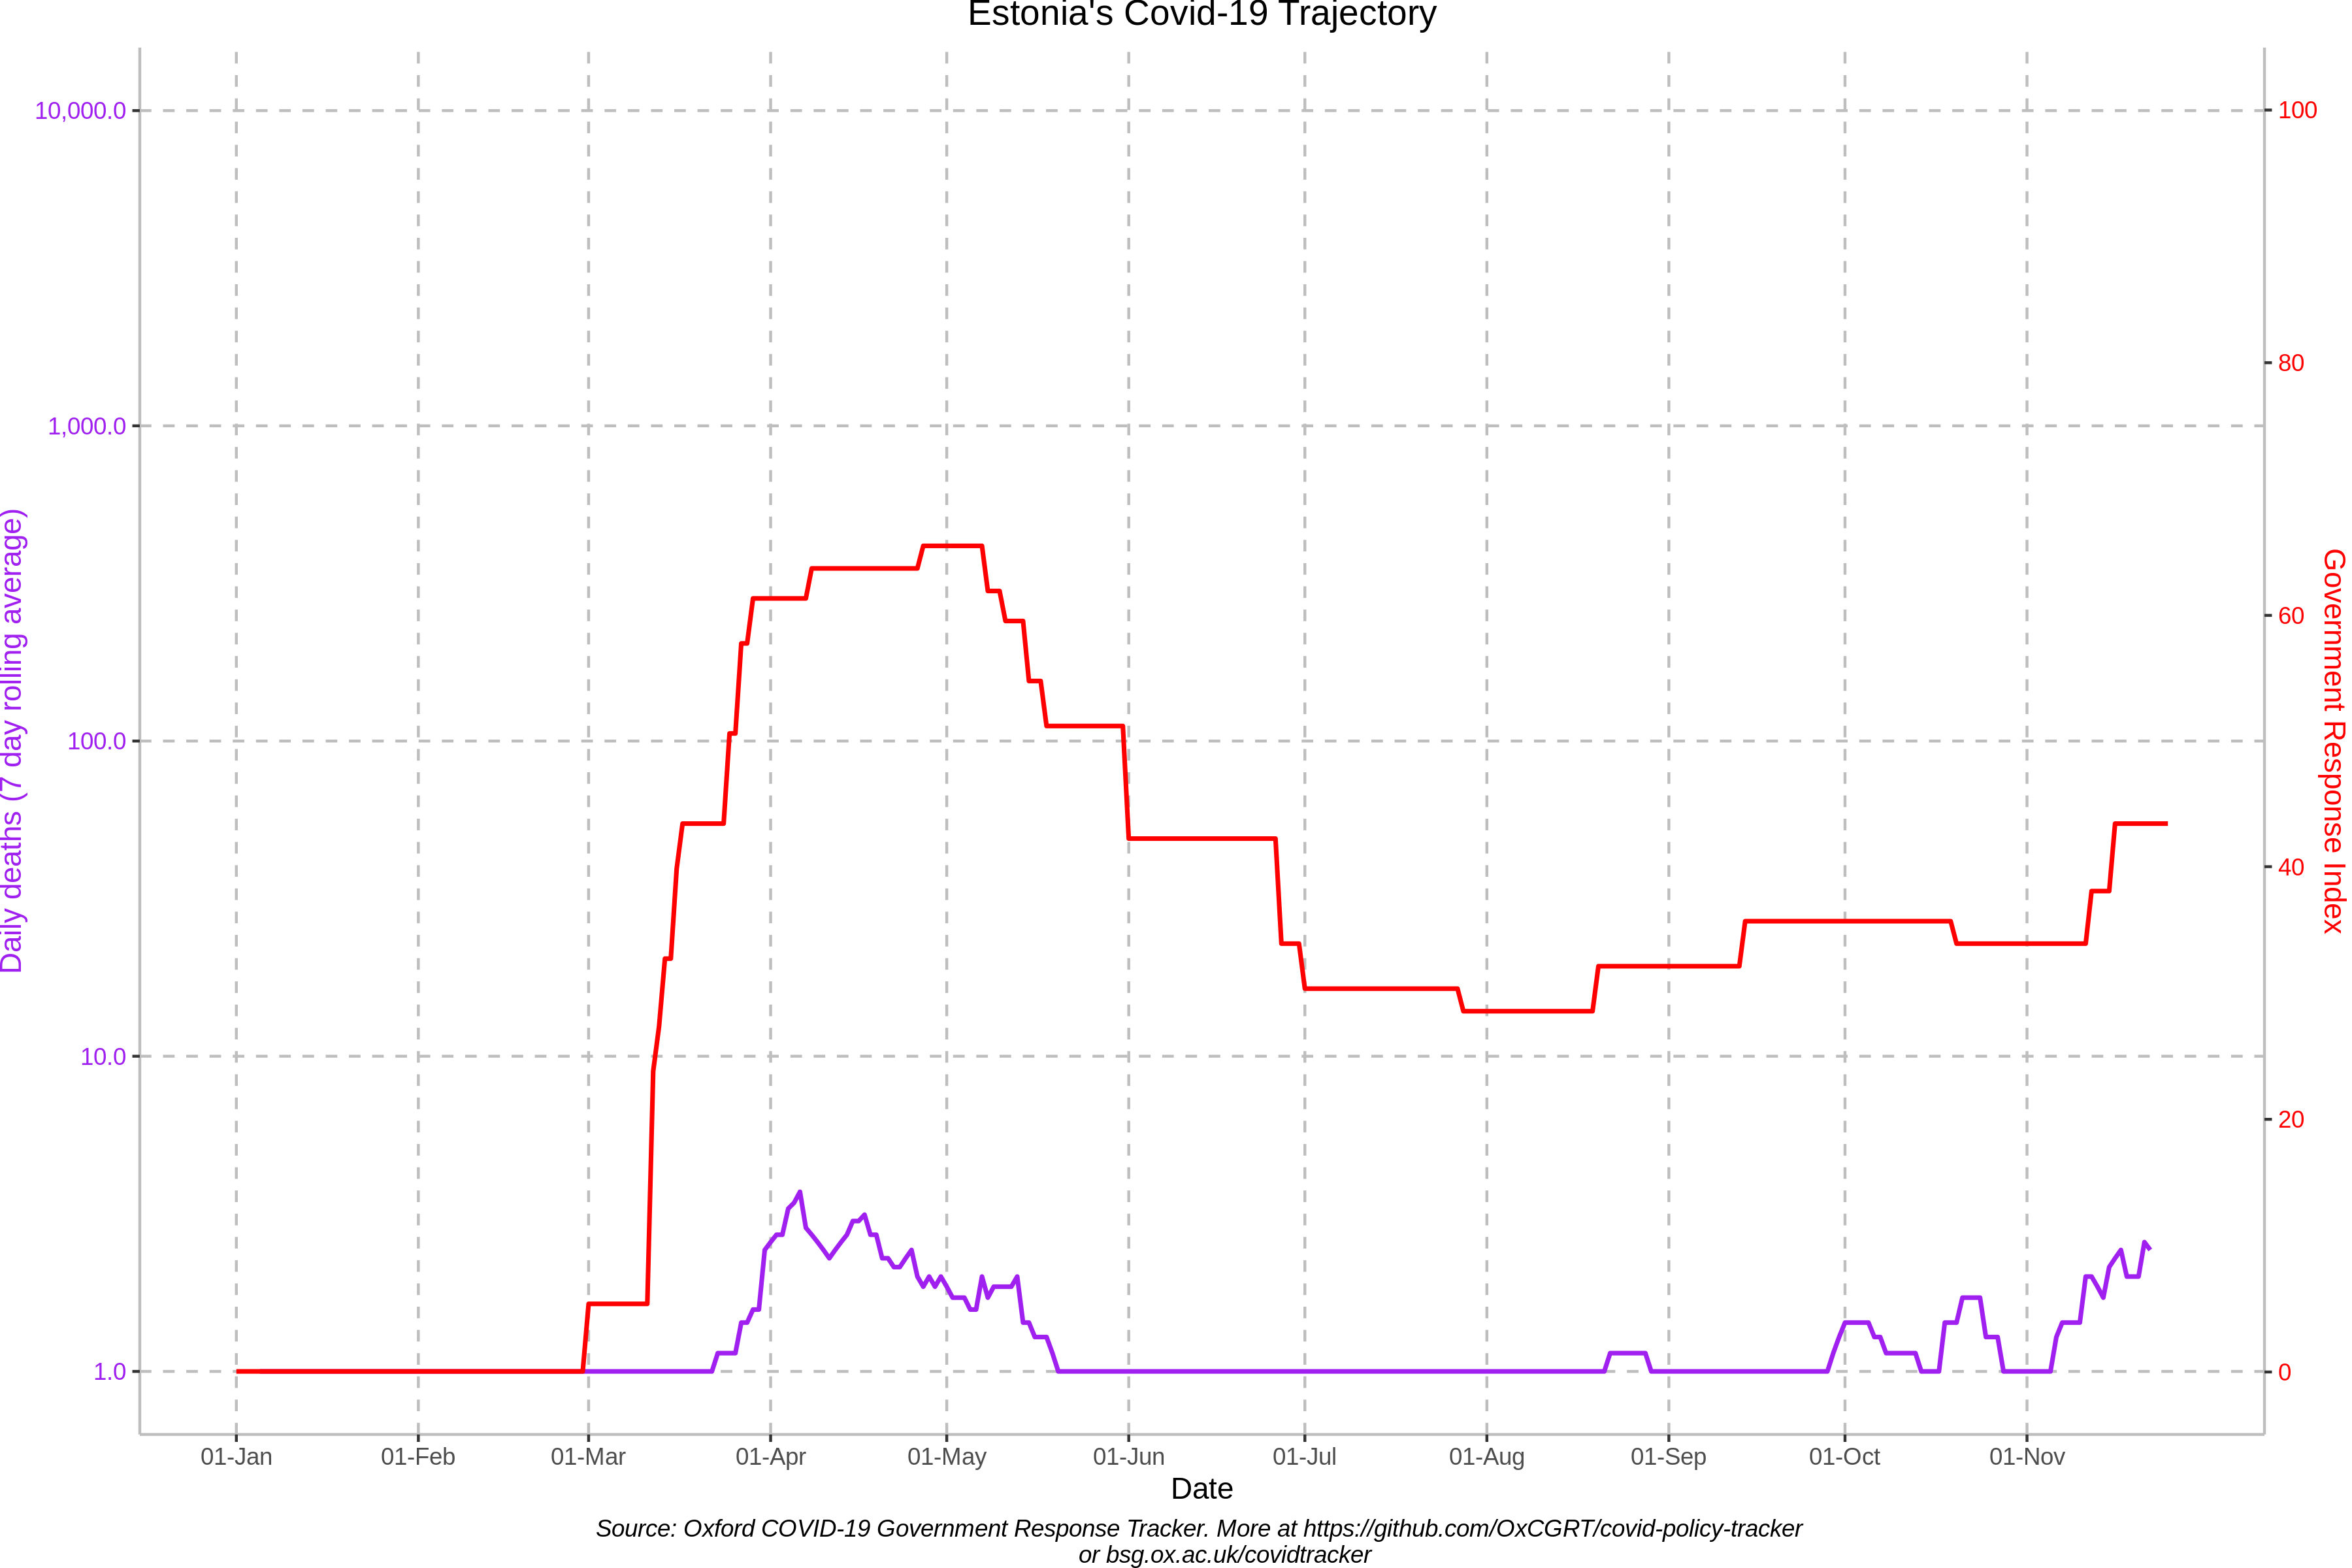 Estonia's Covid-19 Trajectory
Daily deaths (7 day rolling average)
10,000.0
1,000.0
100.0
10.0
1.0
100
80
60
40
20
0
Government Response Index
01-Jan 01-Feb 01-Mar 01-Apr 01-May 01-Jun 01-Jul 01-Aug 01-Sep 01-Oct 01-Nov
Date
Source: Oxford COVID-19 Government Response Tracker. More at https://github.com/OxCGRT/covid-policy-tracker
or bsg.ox.ac.uk/covidtracker